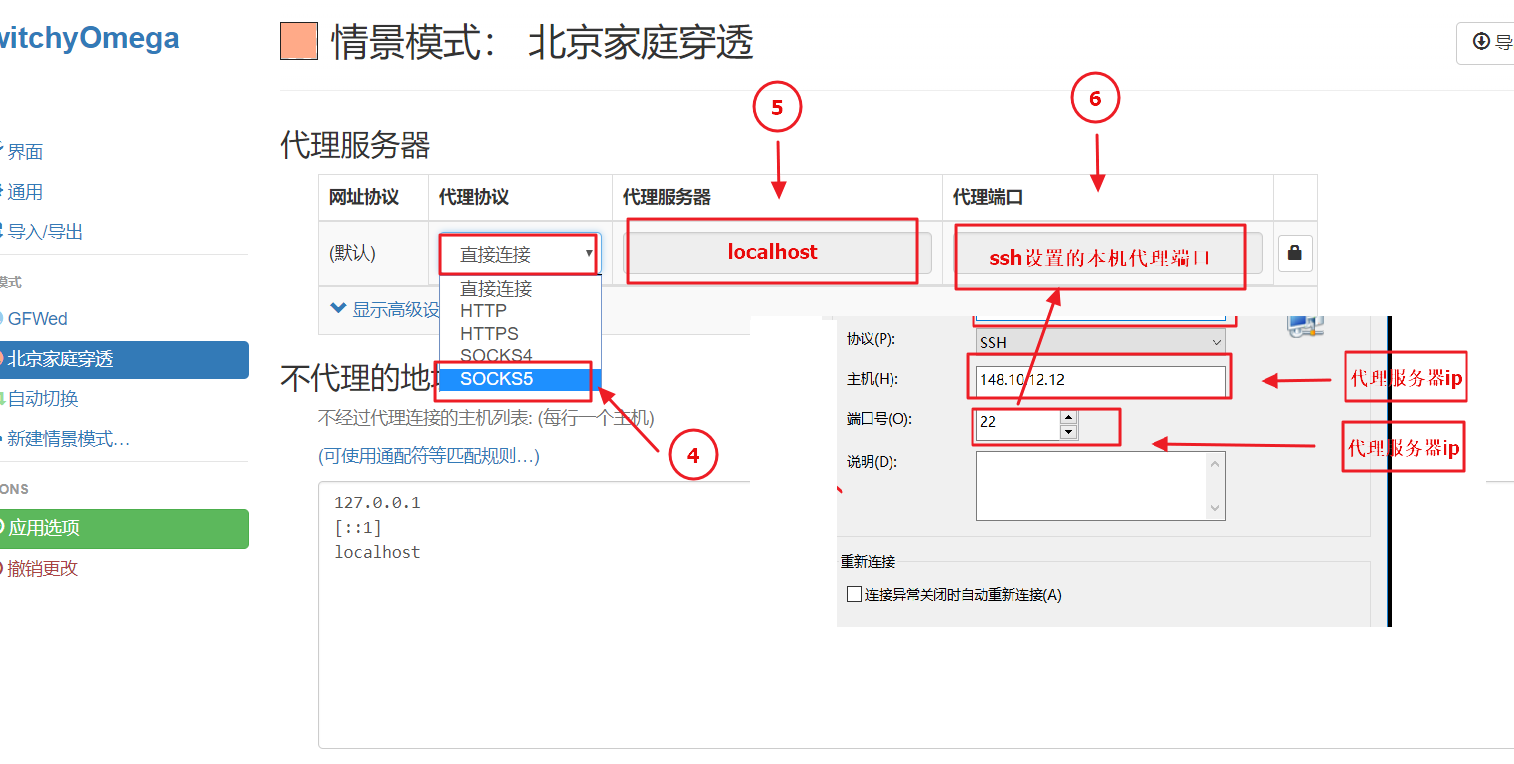 witchyOmega
情景模式： 北京家庭穿透
导
界面
通用
导入/导出
模式
GFWed
北京家庭穿透
自动切换
新建情景模式…
ONS
应用选项
撤销更改
5
6
代理服务器
网址协议 代理协议 代理服务器 代理端口
(默认) 直接连接 localhost ssh设置的本机代理端口
直接连接
HTTP
HTTPS
SOCKS4
SOCKS5
显示高级设
不代理的地
不经过代理连接的主机列表: (每行一个主机)
(可使用通配符等匹配规则…)
4
127.0.0.1
[::1]
localhost
协议(P): SSH
主机(H): 148.10.12.12 代理服务器ip
端口号(O): 22 代理服务器ip
说明(D):
重新连接
连接异常关闭时自动重新连接(A)